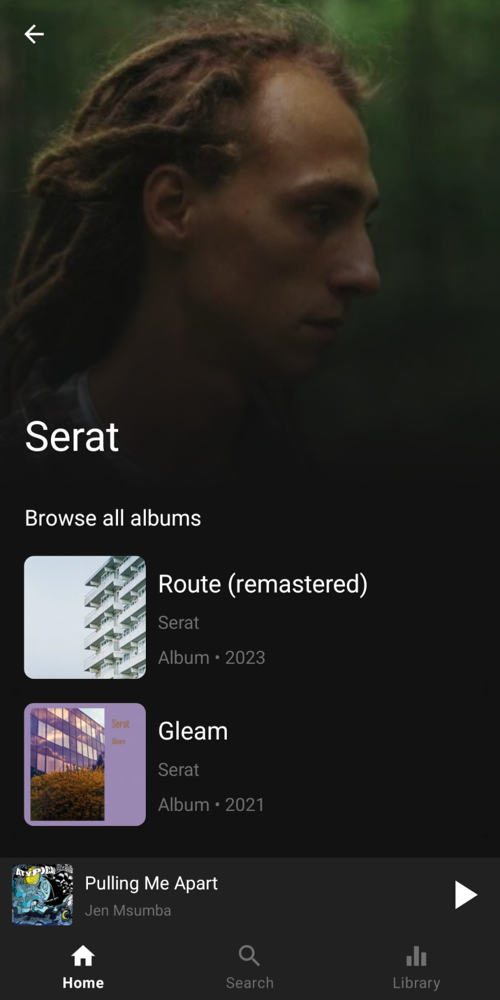 Serat
Browse all albums
Route (remastered)
Serat
Album • 2023
Serat
Gleam
Serat
Album • 2021
Pulling Me Apart
Jen Msumba
Home
Search
Library